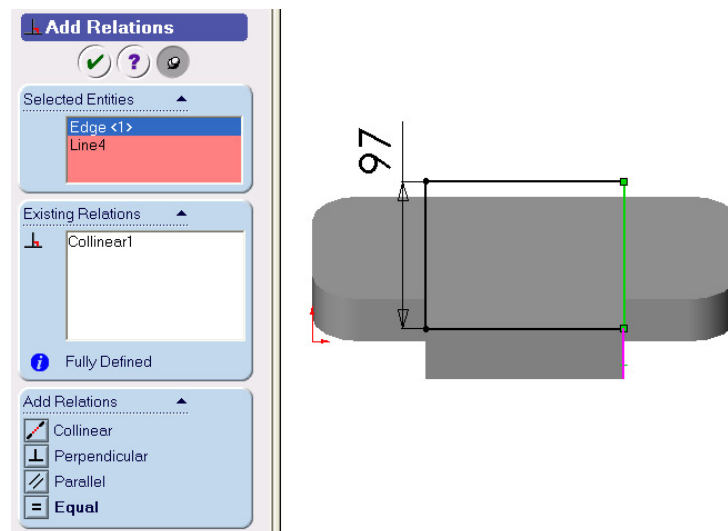 Add Relations
?
Selected Entities
Edge <1>
Line4
Existing Relations
Collinear1
i Fully Defined
Add Relations
Collinear
Perpendicular
Parallel
= Equal
97